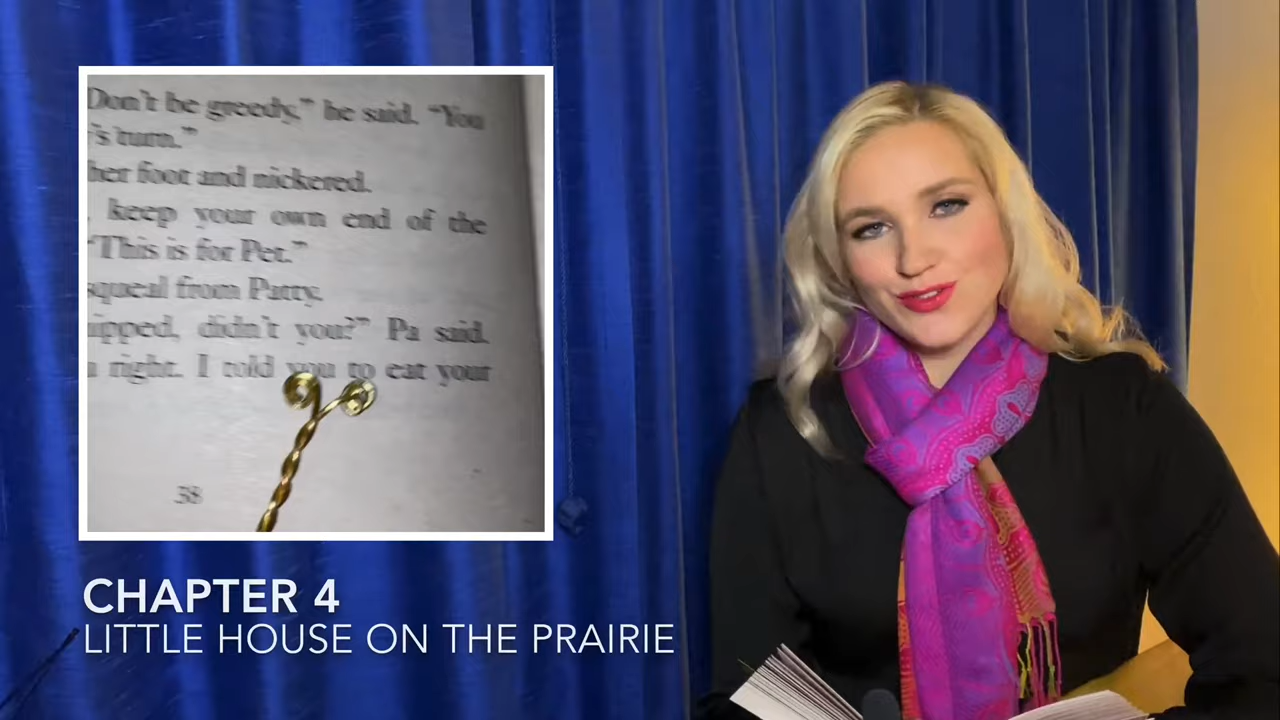 Don't be greedy," he said. "You
's turn."
her foot and nickered.
, keep your own end of the
"This is for Pet."
squeal from Patty.
ipped, didn't you?" Pa said.
right. I told you to eat your
38
CHAPTER 4
LITTLE HOUSE ON THE PRAIRIE